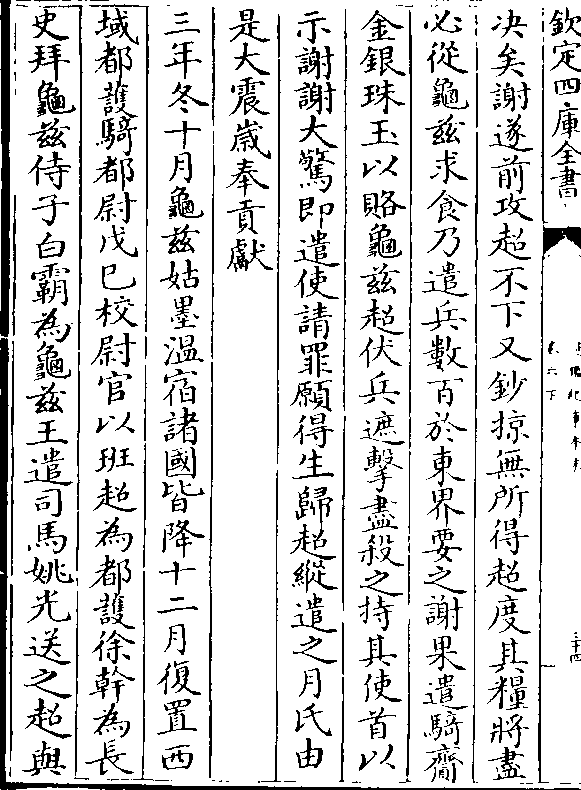 欽定四庫全書
決矣謝遂前攻超不下又鈔掠無所得超度其糧將盡
必從龜兹求食乃遣兵數百於東界要之謝果遣騎齎
金銀珠玉以賂龜兹超伏兵遮擊盡殺之持其使首以
示謝謝大驚即遣使請罪願得生歸超縱遣之月氏由
是大震嵗奉貢獻
三年冬十月龜兹姑墨温宿諸國皆降十二月復置西
域都護騎都尉戊巳校尉官以班超為都護徐幹為長
史拜龜兹侍子白霸為龜兹王遣司馬姚光送之超與